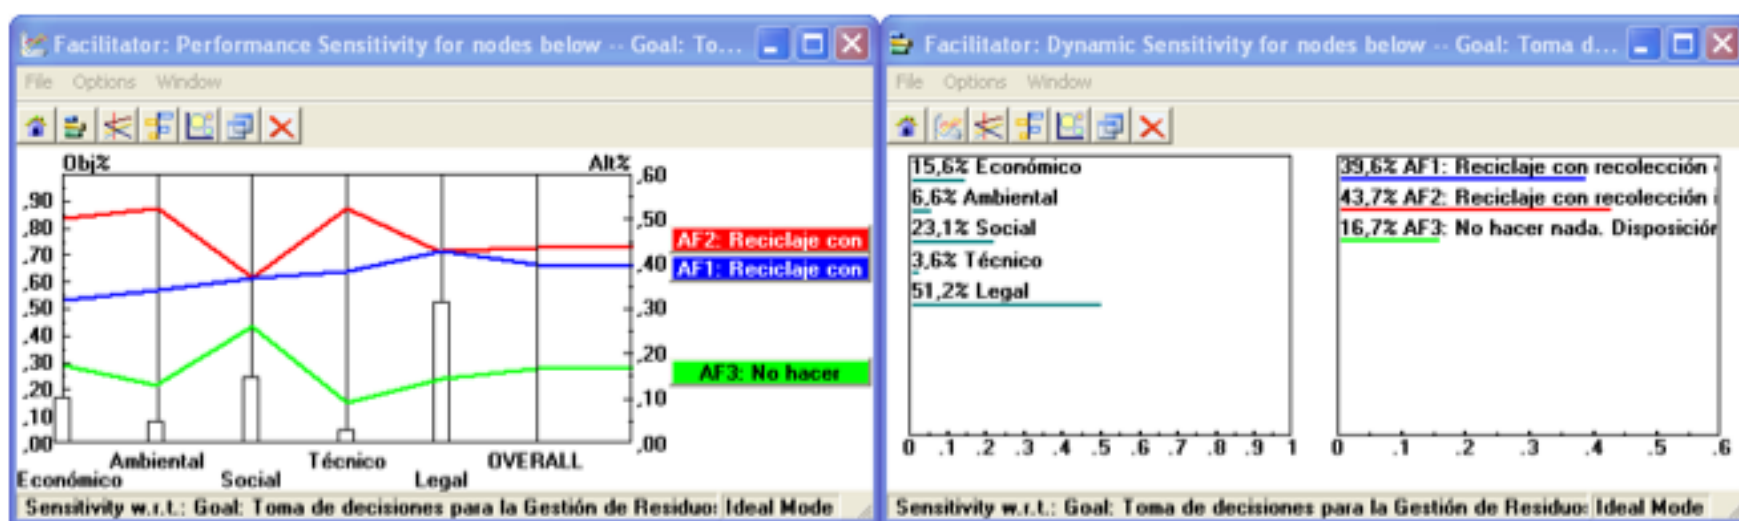 Facilitator: Performance Sensitivity for nodes below -- Goal: To...
File Options Window
Obj% Alt%
,90
,80
,70
,60
,50
,40
,30
,20
,10
,00
,60
,50
,40
,30
,20
,10
,00
AF2: Reciclaje con
AF1: Reciclaje con
AF3: No hacer
Económico
Ambiental
Social
Técnico
Legal
OVERALL
Sensitivity w.r.t.: Goal: Toma de decisiones para la Gestión de Residuo: Ideal Mode
Facilitator: Dynamic Sensitivity for nodes below -- Goal: Toma d...
File Options Window
15,6% Económico
6,6% Ambiental
23,1% Social
3,6% Técnico
51,2% Legal
0 .1 .2 .3 .4 .5 .6 .7 .8 .9 1
39,6% AF1: Reciclaje con recolección
43,7% AF2: Reciclaje con recolección
16,7% AF3: No hacer nada. Disposición
0 .1 .2 .3 .4 .5 .6
Sensitivity w.r.t.: Goal: Toma de decisiones para la Gestión de Residuo: Ideal Mode